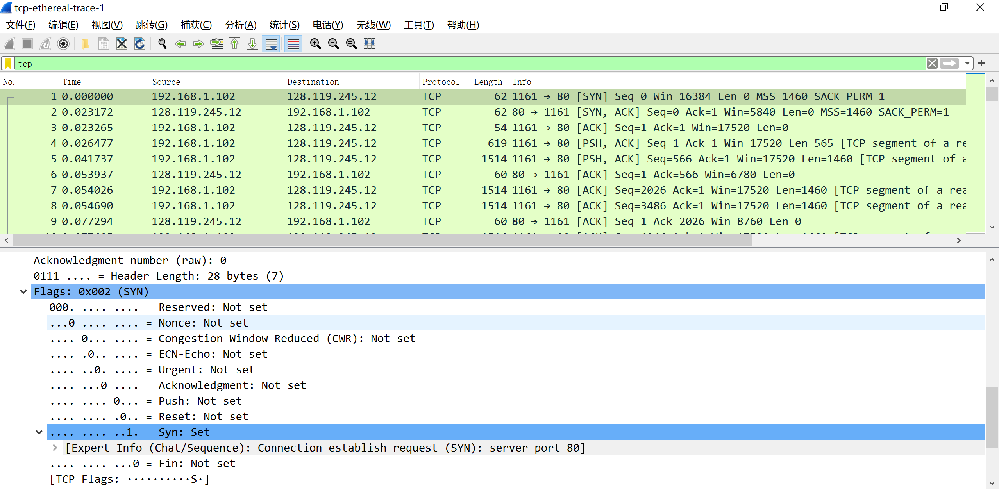 tcp-ethereal-trace-1
文件(F) 编辑(E) 视图(V) 跳转(G) 捕获(C) 分析(A) 统计(S) 电话(Y) 无线(W) 工具(T) 帮助(H)
tcp
No. Time Source Destination Protocol Length Info
1 0.000000 192.168.1.102 128.119.245.12 TCP 62 1161 → 80 [SYN] Seq=0 Win=16384 Len=0 MSS=1460 SACK_PERM=1
2 0.023172 128.119.245.12 192.168.1.102 TCP 62 80 → 1161 [SYN, ACK] Seq=0 Ack=1 Win=5840 Len=0 MSS=1460 SACK_PERM=1
3 0.023265 192.168.1.102 128.119.245.12 TCP 54 1161 → 80 [ACK] Seq=1 Ack=1 Win=17520 Len=0
4 0.026477 192.168.1.102 128.119.245.12 TCP 619 1161 → 80 [PSH, ACK] Seq=1 Ack=1 Win=17520 Len=565 [TCP segment of a re
5 0.041737 192.168.1.102 128.119.245.12 TCP 1514 1161 → 80 [PSH, ACK] Seq=566 Ack=1 Win=17520 Len=1460 [TCP segment of a
6 0.053937 128.119.245.12 192.168.1.102 TCP 60 80 → 1161 [ACK] Seq=1 Ack=566 Win=6780 Len=0
7 0.054026 192.168.1.102 128.119.245.12 TCP 1514 1161 → 80 [ACK] Seq=2026 Ack=1 Win=17520 Len=1460 [TCP segment of a rea
8 0.054690 192.168.1.102 128.119.245.12 TCP 1514 1161 → 80 [ACK] Seq=3486 Ack=1 Win=17520 Len=1460 [TCP segment of a rea
9 0.077294 128.119.245.12 192.168.1.102 TCP 60 80 → 1161 [ACK] Seq=1 Ack=2026 Win=8760 Len=0
Acknowledgment number (raw): 0
0111 .... = Header Length: 28 bytes (7)
Flags: 0x002 (SYN)
000. .... .... = Reserved: Not set
...0 .... .... = Nonce: Not set
.... 0... .... = Congestion Window Reduced (CWR): Not set
.... .0.. .... = ECN-Echo: Not set
.... ..0. .... = Urgent: Not set
.... ...0 .... = Acknowledgment: Not set
.... .... 0... = Push: Not set
.... .... .0.. = Reset: Not set
.... .... ..1. = Syn: Set
[Expert Info (Chat/Sequence): Connection establish request (SYN): server port 80]
.... .... ...0 = Fin: Not set
[TCP Flags: ··········S·]